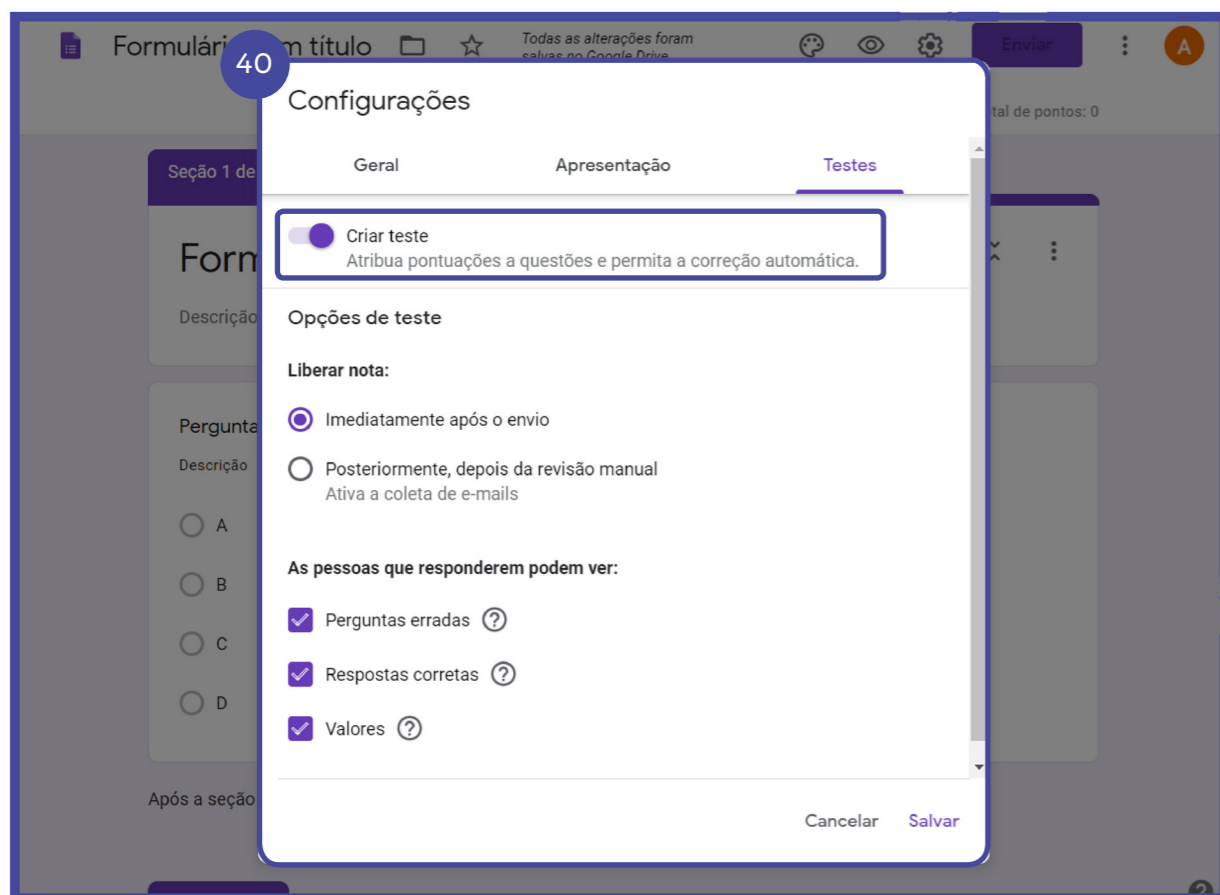 Formulári m título
Todas as alterações foram
salvas no Google Drive
Enviar
A
40
Configurações
tal de pontos: 0
Geral Apresentação Testes
Seção 1 de
Criar teste
Atribua pontuações a questões e permita a correção automática.
Form
Descrição
Opções de teste
Liberar nota:
Imediatamente após o envio
Pergunta
Descrição
Posteriormente, depois da revisão manual
Ativa a coleta de e-mails
A
As pessoas que responderem podem ver:
B
Perguntas erradas
C
Respostas corretas
D
Valores
Após a seção
Cancelar Salvar